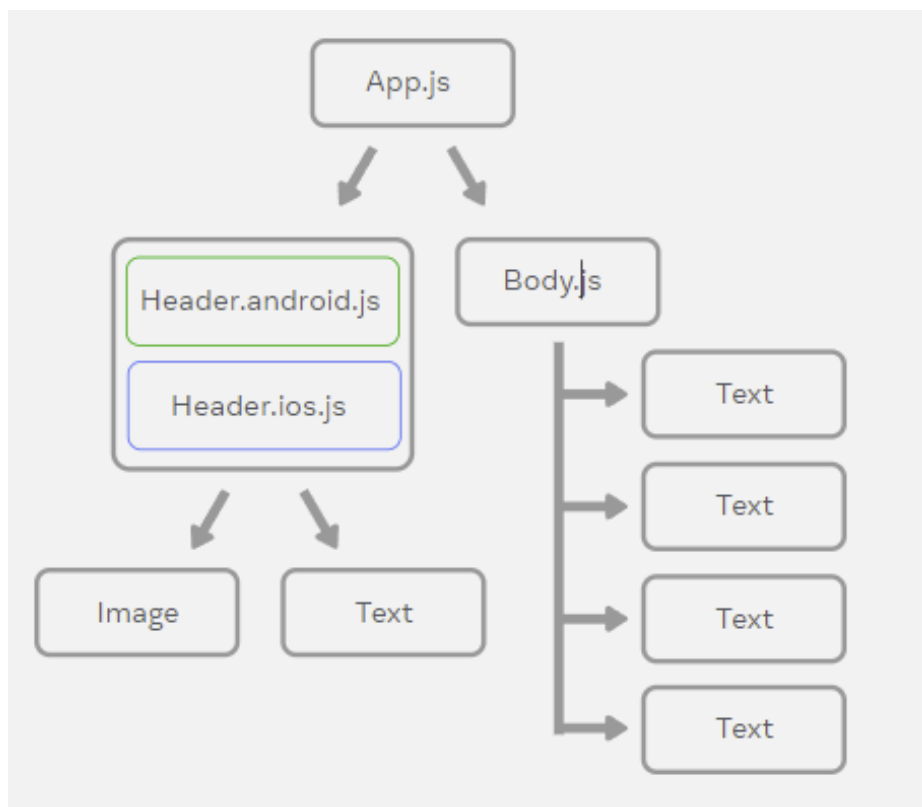 App.js
Header.android.js
Body.js
Header.ios.js
Text
Text
Image
Text
Text
Text